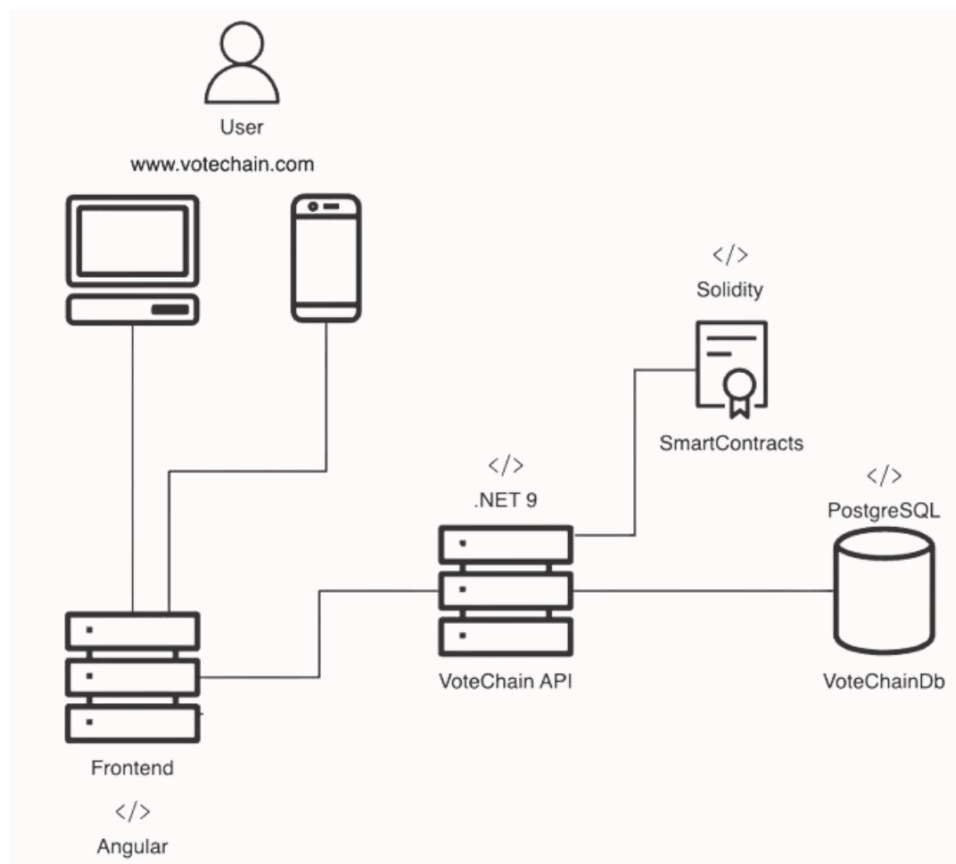 User
www.votechain.com
</>
Solidity
SmartContracts
</>
.NET 9
VoteChain API
</>
PostgreSQL
VoteChainDb
Frontend
</>
Angular